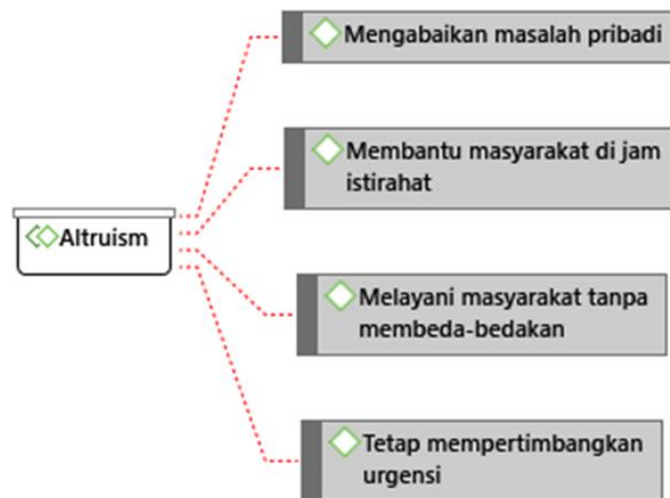 Mengabaikan masalah pribadi
Membantu masyarakat di jam
istirahat
Altruism
Melayani masyarakat tanpa
membeda-bedakan
Tetap mempertimbangkan
urgensi